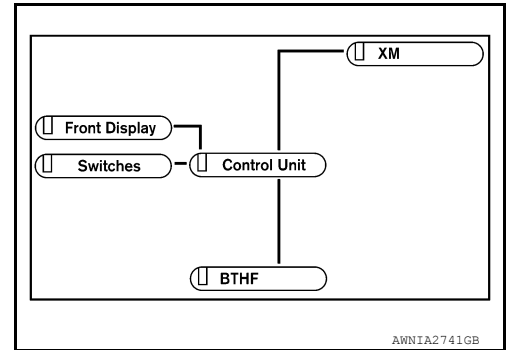 XM
Front Display
Switches
Control Unit
BTHF
AWNIA2741GB